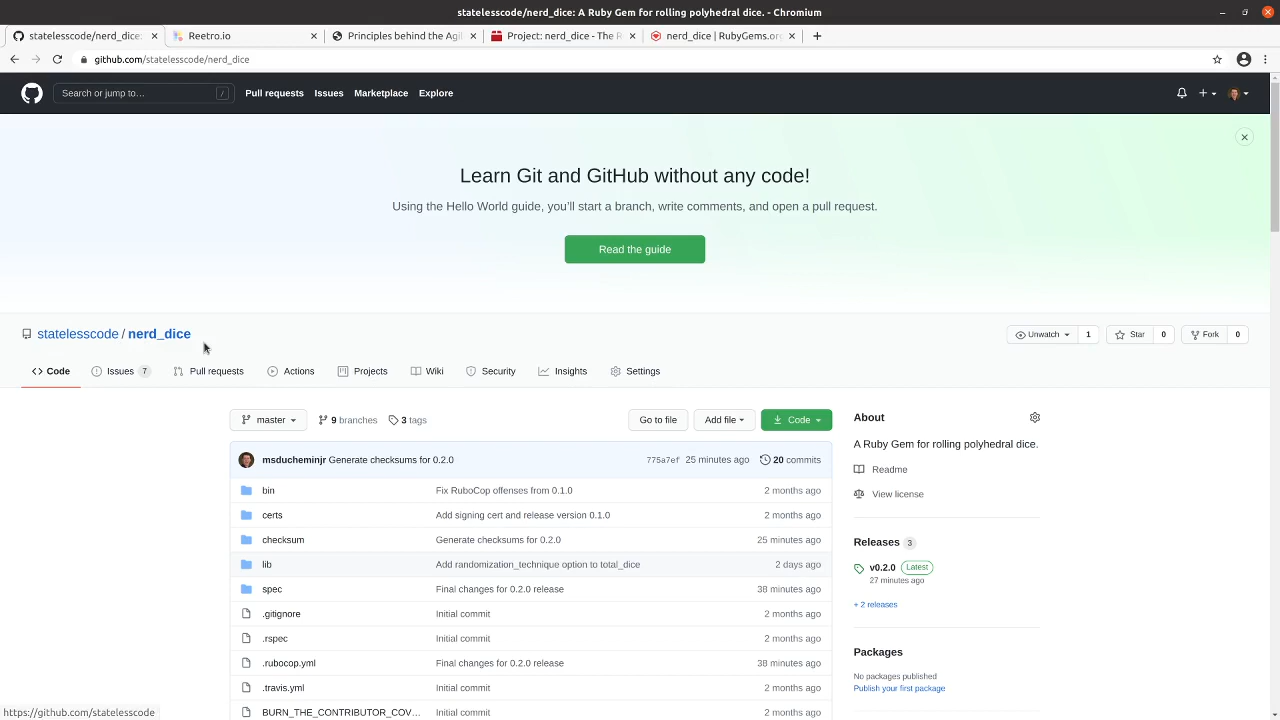 statelesscode/nerd_dice: A Ruby Gem for rolling polyhedral dice. - Chromium
statelesscode/nerd_dice:
Reetro.io
Principles behind the Agil
Project: nerd_dice - The R
nerd_dice | RubyGems.org
github.com/statelesscode/nerd_dice
Search or jump to…
/
Pull requests
Issues
Marketplace
Explore
Learn Git and GitHub without any code!
Using the Hello World guide, you’ll start a branch, write comments, and open a pull request.
Read the guide
statelesscode / nerd_dice
Unwatch 1
Star 0
Fork 0
Code
Issues 7
Pull requests
Actions
Projects
Wiki
Security
Insights
Settings
master
9 branches
3 tags
Go to file
Add file
Code
msducheminjr Generate checksums for 0.2.0 775a7ef 25 minutes ago 20 commits
bin Fix RuboCop offenses from 0.1.0 2 months ago
certs Add signing cert and release version 0.1.0 2 months ago
checksum Generate checksums for 0.2.0 25 minutes ago
lib Add randomization_technique option to total_dice 2 days ago
spec Final changes for 0.2.0 release 38 minutes ago
.gitignore Initial commit 2 months ago
.rspec Initial commit 2 months ago
.rubocop.yml Final changes for 0.2.0 release 38 minutes ago
.travis.yml Initial commit 2 months ago
BURN_THE_CONTRIBUTOR_COV… Initial commit 2 months ago
About
A Ruby Gem for rolling polyhedral dice.
Readme
View license
Releases 3
v0.2.0 Latest
27 minutes ago
+ 2 releases
Packages
No packages published
Publish your first package
https://github.com/statelesscode